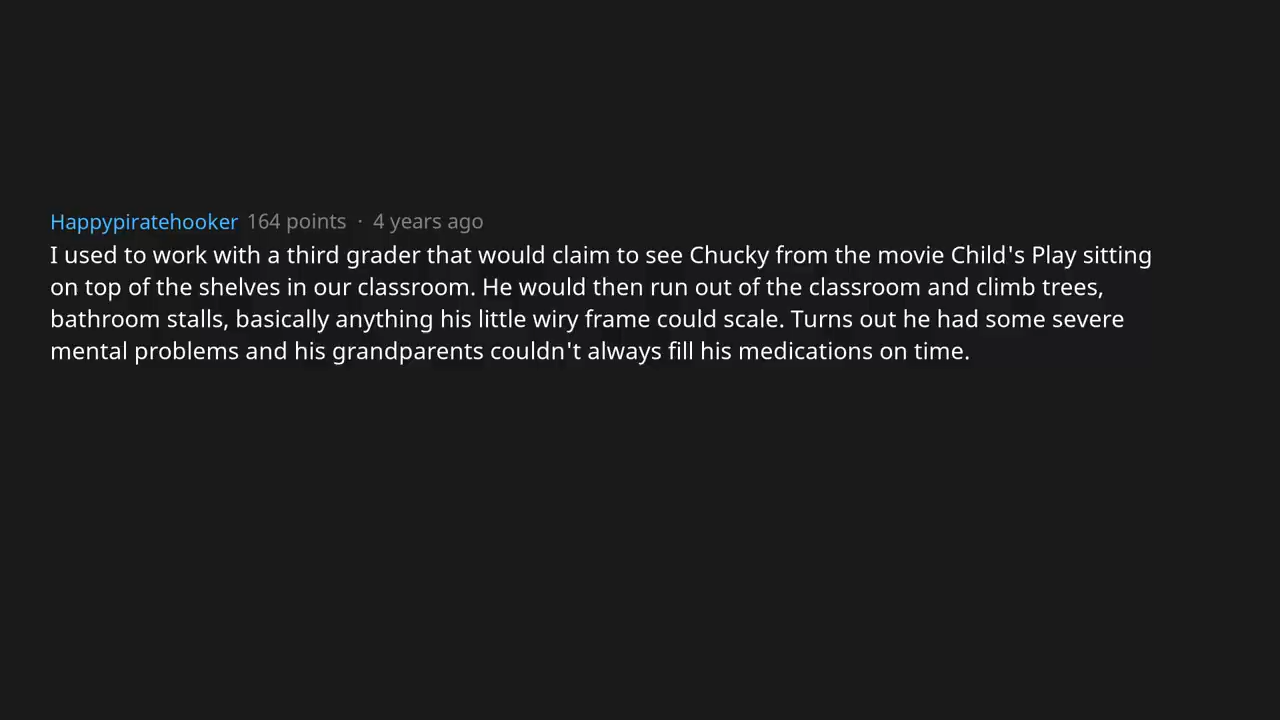 Happypiratehooker 164 points · 4 years ago
I used to work with a third grader that would claim to see Chucky from the movie Child's Play sitting
on top of the shelves in our classroom. He would then run out of the classroom and climb trees,
bathroom stalls, basically anything his little wiry frame could scale. Turns out he had some severe
mental problems and his grandparents couldn't always fill his medications on time.